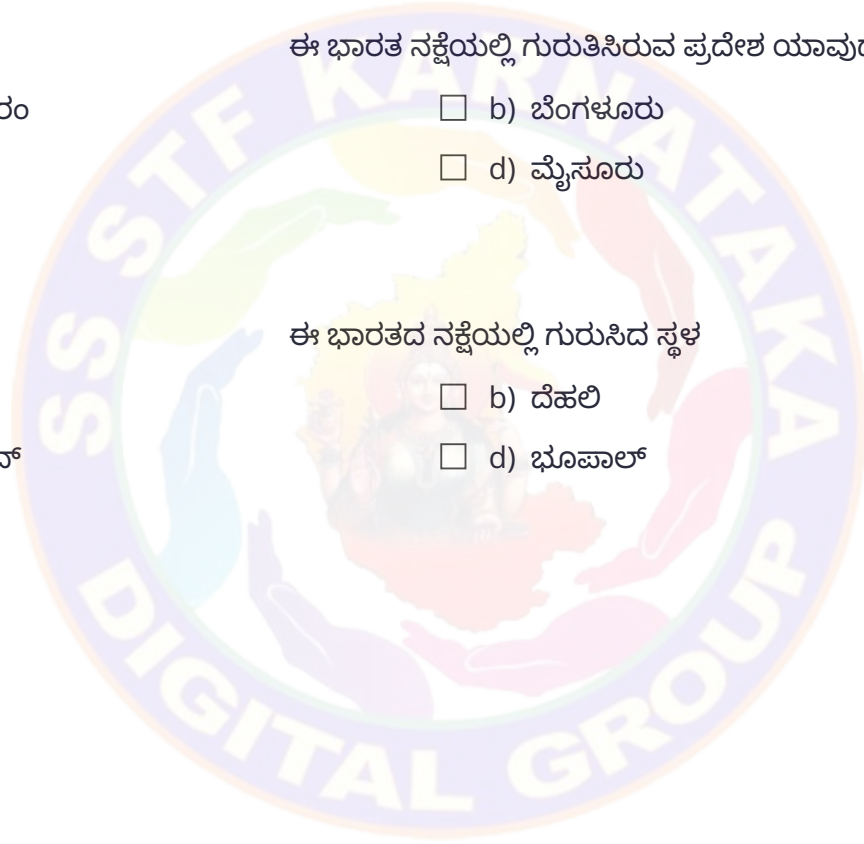 ಈ ಭಾರತ ನಕ್ಷೆಯಲ್ಲಿ ಗುರುತಿಸಿರುವ ಪ್ರದೇಶ
b) ಬೆಂಗಳೂರು
d) ಮೈಸೂರು
ಈ ಭಾರತದ ನಕ್ಷೆಯಲ್ಲಿ ಗುರುಸಿದ ಸ್ಥಳ
b) ದೆಹಲಿ
d) ಭೂಪಾಲ್
SS STF KARNATAKA
DIGITAL GROUP